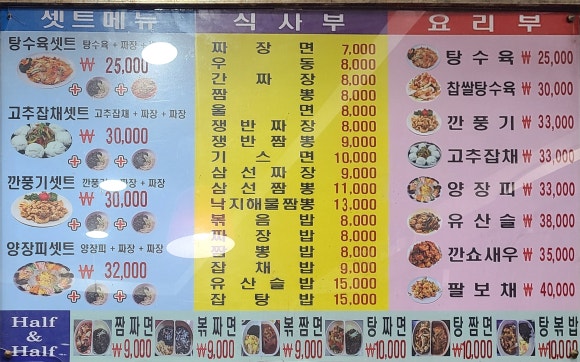 셋트메뉴
탕수육셋트 탕수육 + 짜장 + 짜장
₩ 25,000
+ +
고추잡채셋트 고추잡채 + 짜장 + 짜장
₩ 30,000
+ +
깐풍기셋트 깐풍기 + 짜장 + 짜장
₩ 30,000
+ +
양장피셋트 양장피 + 짜장 + 짜장
₩ 32,000
+ +
식사부
짜장면 7,000
우동 8,000
간짜장 8,000
짬뽕 8,000
울면 8,000
쟁반짜장 8,000
쟁반짬뽕 9,000
기스면 10,000
삼선짜장 9,000
삼선짬뽕 11,000
낙지해물짬뽕 13,000
볶음밥 8,000
짜장밥 8,000
짬뽕밥 8,000
잡채밥 9,000
유산슬밥 15,000
잡탕밥 15,000
요리부
탕수육 ₩ 25,000
찹쌀탕수육 ₩ 30,000
깐풍기 ₩ 33,000
고추잡채 ₩ 33,000
양장피 ₩ 33,000
유산슬 ₩ 38,000
깐쇼새우 ₩ 35,000
팔보채 ₩ 40,000
Half
&
Half
짬짜면
₩9,000
볶짜면
₩9,000
볶짬면
₩9,000
탕짜면
₩10,000
탕짬면
₩10,000
탕볶밥
₩10,000